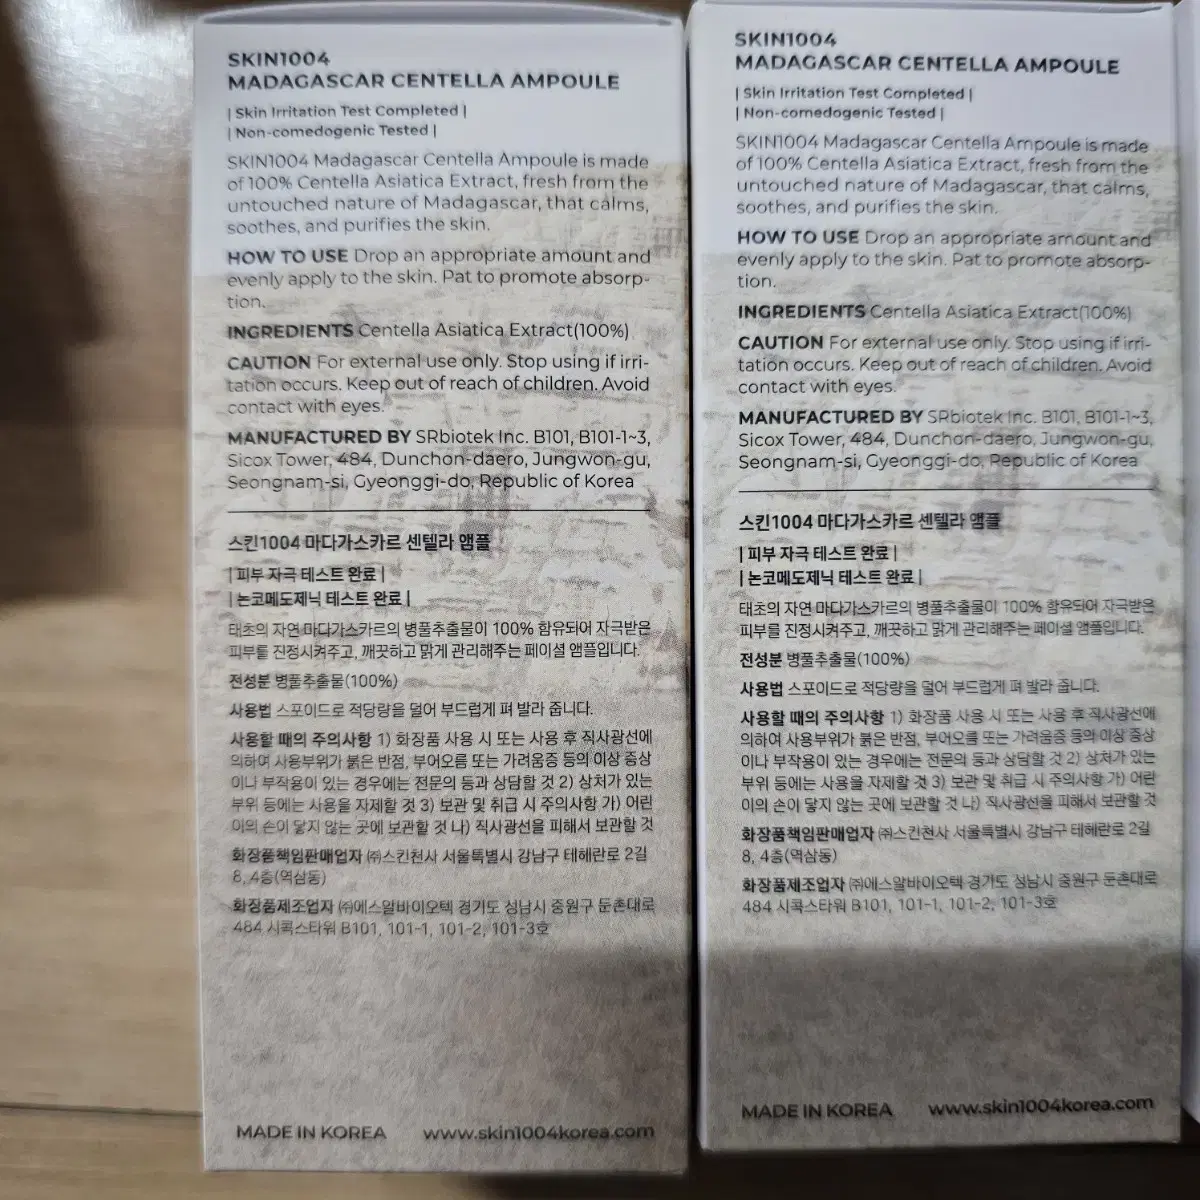 SKIN1004
MADAGASCAR CENTELLA AMPOULE
| Skin Irritation Test Completed |
| Non-comedogenic Tested |
SKIN1004 Madagascar Centella Ampoule is made
of 100% Centella Asiatica Extract, fresh from the
untouched nature of Madagascar, that calms,
soothes, and purifies the skin.
HOW TO USE Drop an appropriate amount and
evenly apply to the skin. Pat to promote absorp-
tion.
INGREDIENTS Centella Asiatica Extract(100%)
CAUTION For external use only. Stop using if irri-
tation occurs. Keep out of reach of children. Avoid
contact with eyes.
MANUFACTURED BY SRbiotek Inc. B101, B101-1~3,
Sicox Tower, 484, Dunchon-daero, Jungwon-gu,
Seongnam-si, Gyeonggi-do, Republic of Korea
스킨1004 마다가스카르 센텔라 앰플
| 피부 자극 테스트 완료 |
| 논코메도제닉 테스트 완료 |
태초의 자연 마다가스카르의 병풀추출물이 100% 함유되어 자극받은
피부를 진정시켜주고, 깨끗하고 맑게 관리해주는 페이셜 앰플입니다.
전성분 병풀추출물(100%)
사용법 스포이드로 적당량을 덜어 부드럽게 펴 발라 줍니다.
사용할 때의 주의사항 1) 화장품 사용 시 또는 사용 후 직사광선에
의하여 사용부위가 붉은 반점, 부어오름 또는 가려움증 등의 이상 증상
이나 부작용이 있는 경우에는 전문의 등과 상담할 것 2) 상처가 있는
부위 등에는 사용을 자제할 것 3) 보관 및 취급 시 주의사항 가) 어린
이의 손이 닿지 않는 곳에 보관할 것 나) 직사광선을 피해서 보관할 것
화장품책임판매업자 ㈜스킨천사 서울특별시 강남구 테헤란로 2길
8, 4층(역삼동)
화장품제조업자 ㈜에스알바이오텍 경기도 성남시 중원구 둔촌대로
484 시콕스타워 B101, 101-1, 101-2, 101-3호
MADE IN KOREA www.skin1004korea.com
SKIN1004
MADAGASCAR CENTELLA AMPOULE
| Skin Irritation Test Completed |
| Non-comedogenic Tested |
SKIN1004 Madagascar Centella Ampoule is made
of 100% Centella Asiatica Extract, fresh from the
untouched nature of Madagascar, that calms,
soothes, and purifies the skin.
HOW TO USE Drop an appropriate amount and
evenly apply to the skin. Pat to promote absorp-
tion.
INGREDIENTS Centella Asiatica Extract(100%)
CAUTION For external use only. Stop using if irri-
tation occurs. Keep out of reach of children. Avoid
contact with eyes.
MANUFACTURED BY SRbiotek Inc. B101, B101-1~3,
Sicox Tower, 484, Dunchon-daero, Jungwon-gu,
Seongnam-si, Gyeonggi-do, Republic of Korea
스킨1004 마다가스카르 센텔라 앰플
| 피부 자극 테스트 완료 |
| 논코메도제닉 테스트 완료 |
태초의 자연 마다가스카르의 병풀추출물이 100% 함유되어 자극받은
피부를 진정시켜주고, 깨끗하고 맑게 관리해주는 페이셜 앰플입니다.
전성분 병풀추출물(100%)
사용법 스포이드로 적당량을 덜어 부드럽게 펴 발라 줍니다.
사용할 때의 주의사항 1) 화장품 사용 시 또는 사용 후 직사광선에
의하여 사용부위가 붉은 반점, 부어오름 또는 가려움증 등의 이상 증상
이나 부작용이 있는 경우에는 전문의 등과 상담할 것 2) 상처가 있는
부위 등에는 사용을 자제할 것 3) 보관 및 취급 시 주의사항 가) 어린
이의 손이 닿지 않는 곳에 보관할 것 나) 직사광선을 피해서 보관할 것
화장품책임판매업자 ㈜스킨천사 서울특별시 강남구 테헤란로 2길
8, 4층(역삼동)
화장품제조업자 ㈜에스알바이오텍 경기도 성남시 중원구 둔촌대로
484 시콕스타워 B101, 101-1, 101-2, 101-3호
MADE IN KOREA www.skin1004korea.com